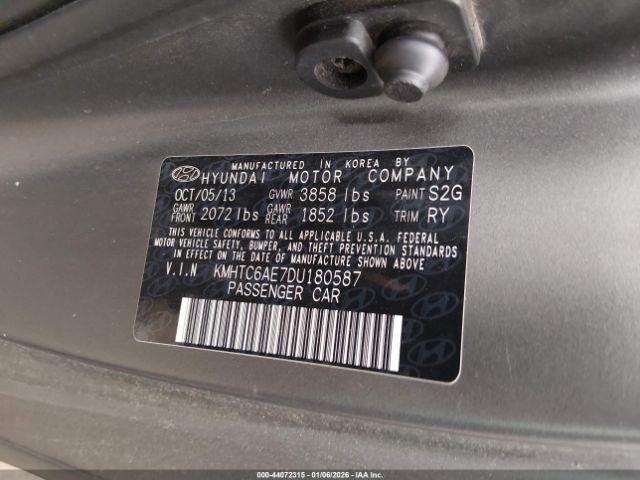 MANUFACTURED IN KOREA BY
HYUNDAI MOTOR COMPANY
OCT/05/13 GVWR 3858 lbs PAINT S2G
GAWR FRONT 2072 lbs GAWR REAR 1852 lbs TRIM RY
THIS VEHICLE CONFORMS TO ALL APPLICABLE U.S.A. FEDERAL
MOTOR VEHICLE SAFETY, BUMPER, AND THEFT PREVENTION STANDARDS
IN EFFECT ON THE DATE OF MANUFACTURE SHOWN ABOVE
V.I.N KMHTC6AE7DU180587
PASSENGER CAR
000-44072315 | 01/06/2026 | COPYRIGHT 2026 IAA, LLC.